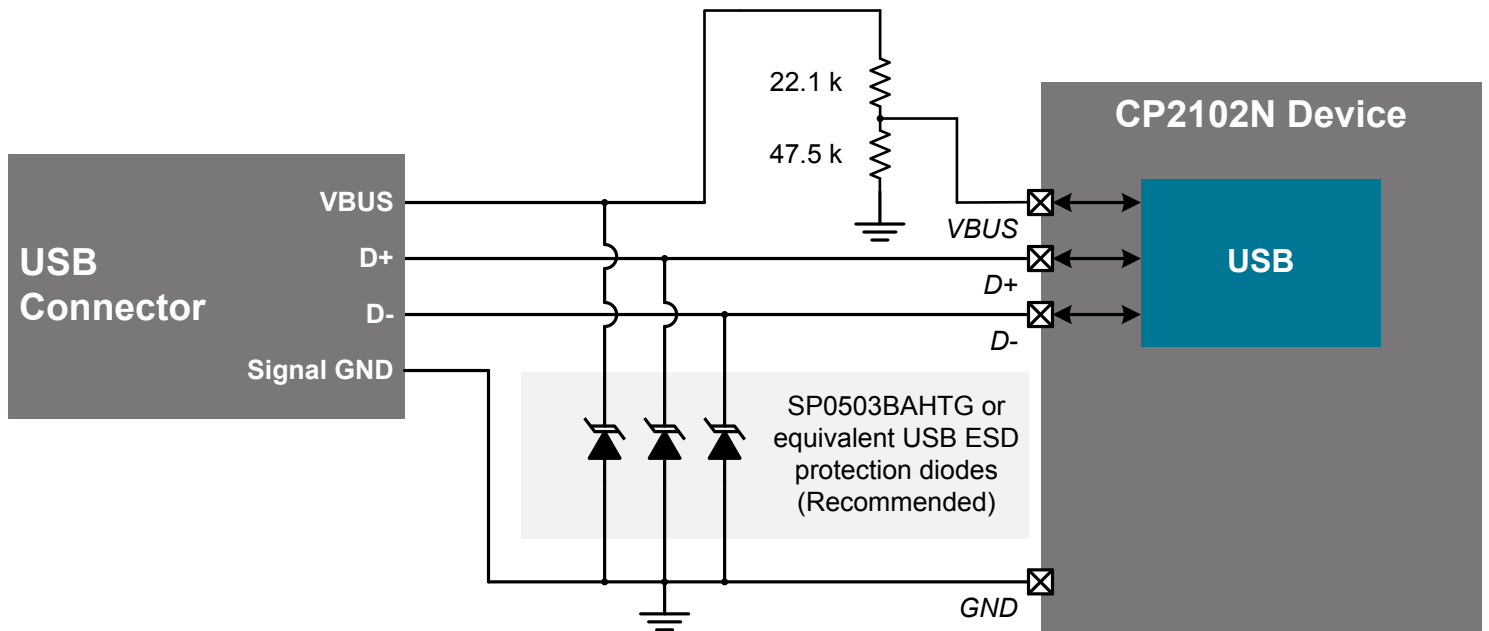 22.1 k
47.5 k
CP2102N Device
VBUS
D+
D-
Signal GND
USB
Connector
VBUS
D+
D-
USB
SP0503BAHTG or
equivalent USB ESD
protection diodes
(Recommended)
GND